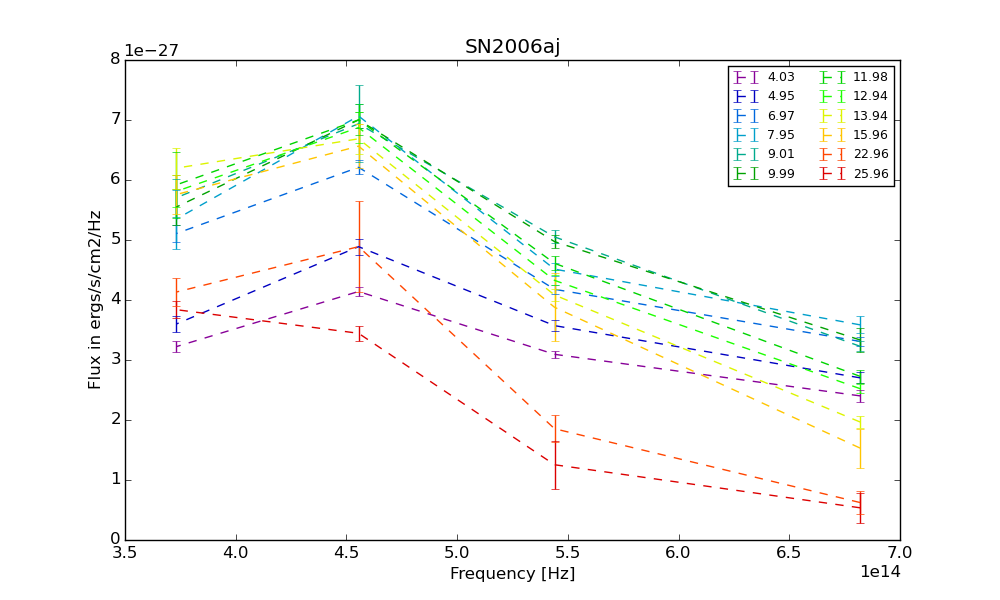 SN2006aj
1e−27
8
7
6
5
4
3
2
1
0
Flux in ergs/s/cm2/Hz
4.03 11.98
4.95 12.94
6.97 13.94
7.95 15.96
9.01 22.96
9.99 25.96
3.5 4.0 4.5 5.0 5.5 6.0 6.5 7.0
1e14
Frequency [Hz]